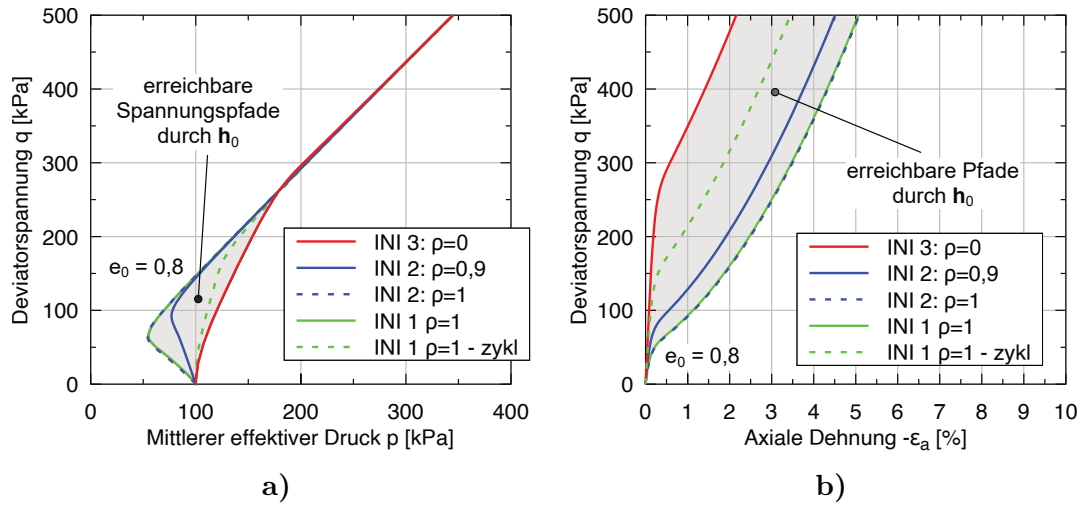 500
400
300
200
100
0
Deviatorspannung q [kPa]
erreichbare
Spannungspfade
durch h₀
e₀ = 0,8
INI 3: ρ=0
INI 2: ρ=0,9
INI 2: ρ=1
INI 1 ρ=1
INI 1 ρ=1 - zykl
0 100 200 300 400
Mittlerer effektiver Druck p [kPa]
a)
500
400
300
200
100
0
Deviatorspannung q [kPa]
erreichbare Pfade
durch h₀
INI 3: ρ=0
INI 2: ρ=0,9
INI 2: ρ=1
INI 1 ρ=1
INI 1 ρ=1 - zykl
e₀ = 0,8
0 1 2 3 4 5 6 7 8 9 10
Axiale Dehnung -εₐ [%]
b)